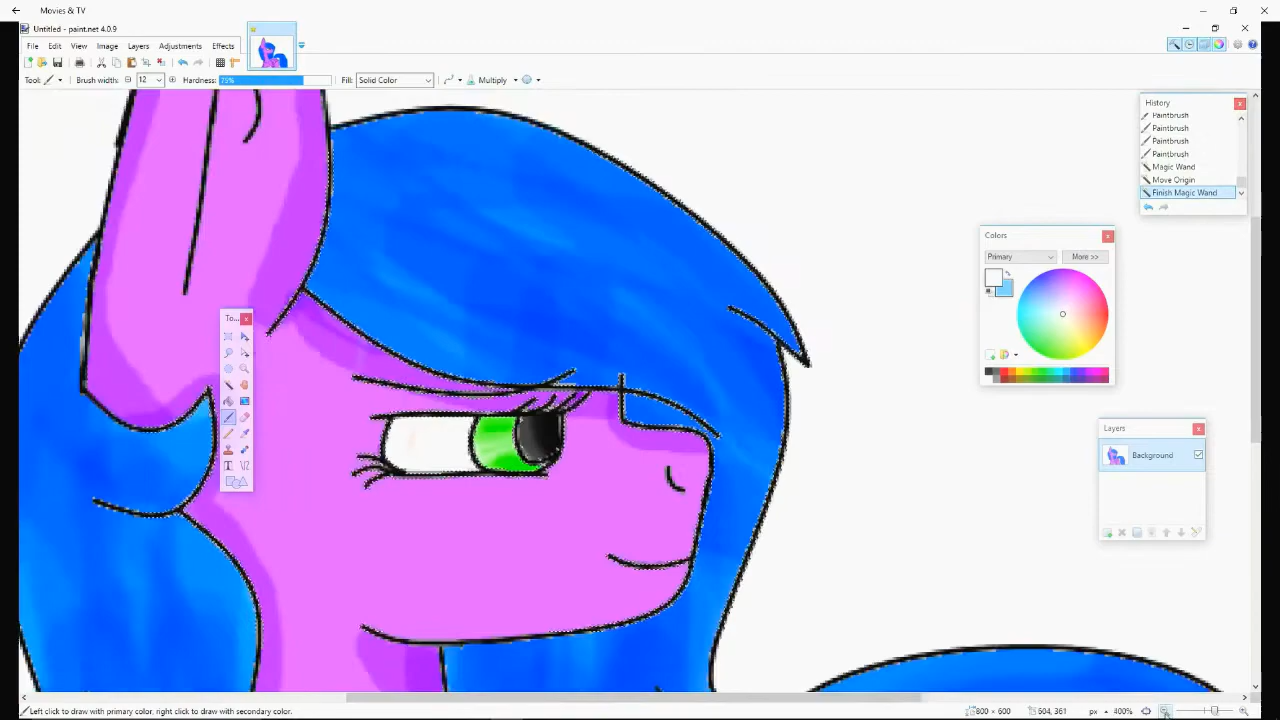 Movies & TV
Untitled - paint.net 4.0.9
File Edit View Image Layers Adjustments Effects
Tool: Brush width: 12 Hardness: 75% Fill: Solid Color Multiply
History
Paintbrush
Paintbrush
Paintbrush
Paintbrush
Magic Wand
Move Origin
Finish Magic Wand
Colors
Primary More >>
To...
Layers
Background
Left click to draw with primary color, right click to draw with secondary color.
800 × 600 504, 361 px 400%